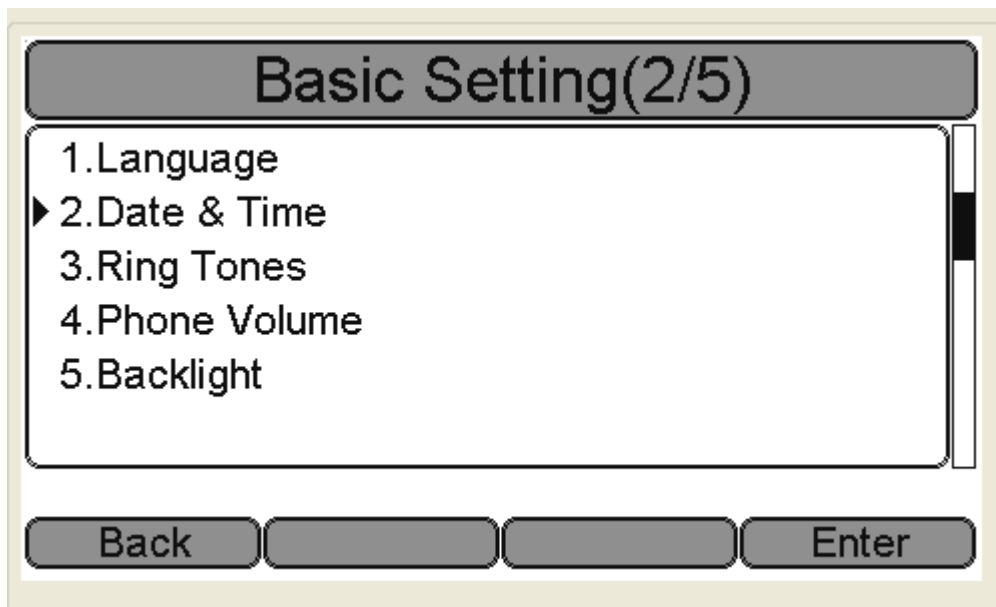 Basic Setting(2/5)
1.Language
2.Date & Time
3.Ring Tones
4.Phone Volume
5.Backlight
Back Enter